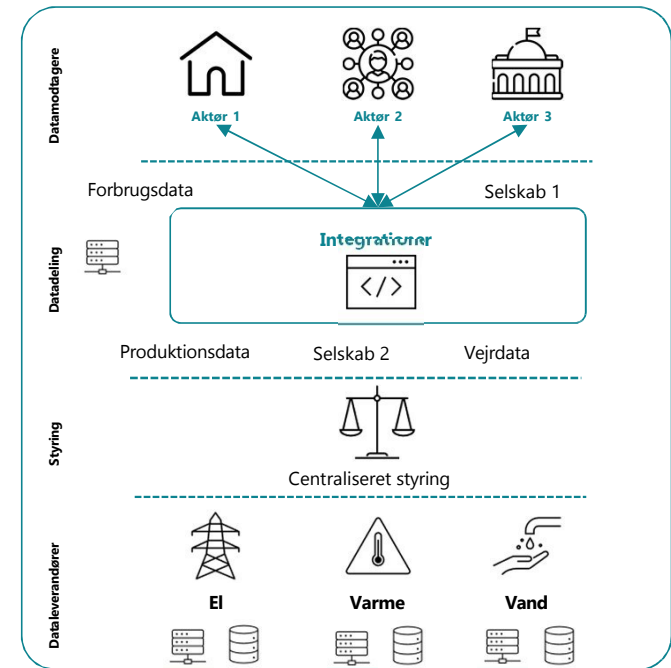 Datamodtagere
Aktør 1
Aktør 2
Aktør 3
Forbrugsdata
Selskab 1
Datadeling
Integrationer
</>
Produktionsdata
Selskab 2
Vejrdata
Styring
Centraliseret styring
Dataleverandører
El
Varme
Vand